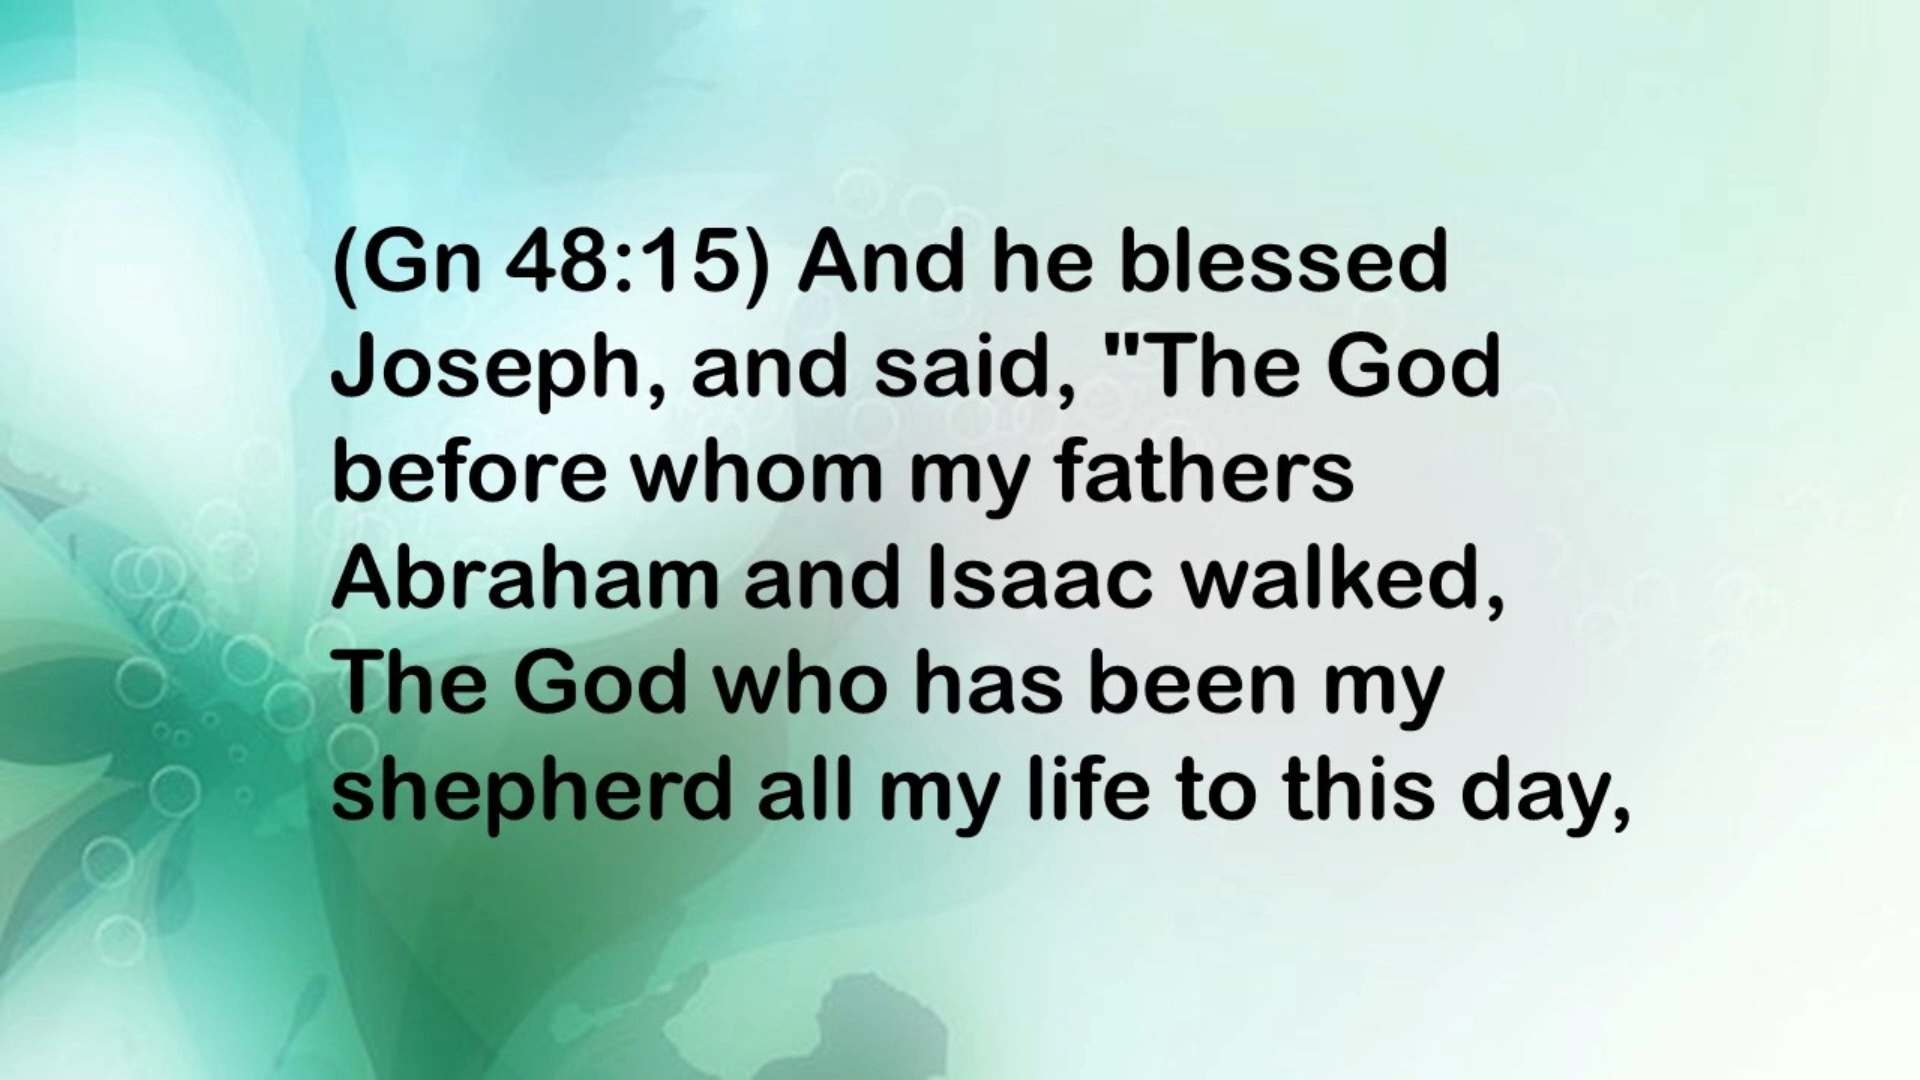 (Gn 48:15) And he blessed
Joseph, and said, "The God
before whom my fathers
Abraham and Isaac walked,
The God who has been my
shepherd all my life to this day,